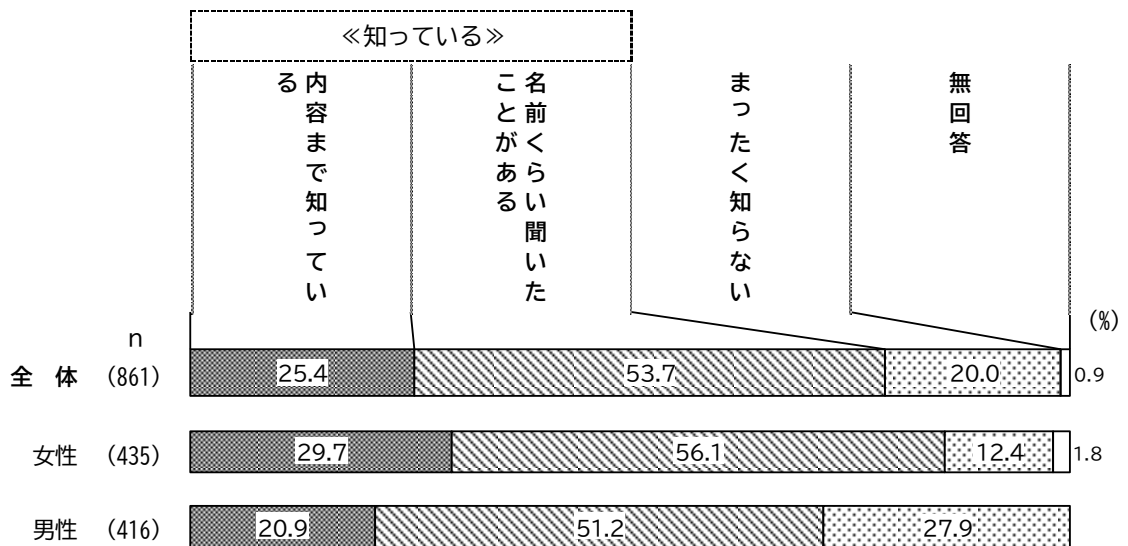 ≪知っている≫
内容まで知ってい
る
名前くらい聞いた
ことがある
まったく知らない
無回答
(%)
n
全 体 (861) 25.4 53.7 20.0 0.9
女性 (435) 29.7 56.1 12.4 1.8
男性 (416) 20.9 51.2 27.9